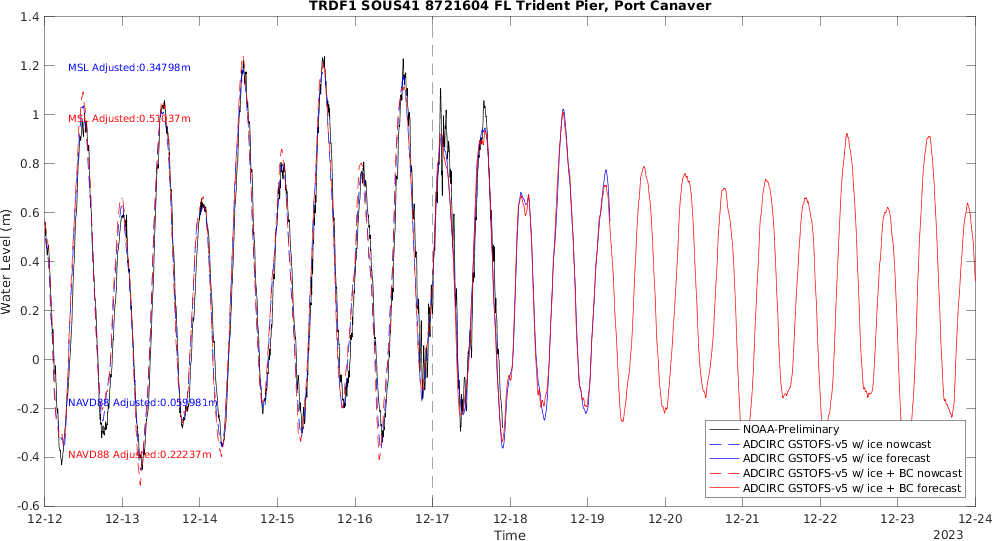 TRDF1 SOUS41 8721604 FL Trident Pier, Port Canaver
Water Level (m)
1.4
1.2
1
0.8
0.6
0.4
0.2
0
-0.2
-0.4
-0.6
MSL Adjusted:0.34798m
MSL Adjusted:0.51037m
NAVD88 Adjusted:0.059981m
NAVD88 Adjusted:0.22237m
NOAA-Preliminary
ADCIRC GSTOFS-v5 w/ ice nowcast
ADCIRC GSTOFS-v5 w/ ice forecast
ADCIRC GSTOFS-v5 w/ ice + BC nowcast
ADCIRC GSTOFS-v5 w/ ice + BC forecast
12-12 12-13 12-14 12-15 12-16 12-17 12-18 12-19 12-20 12-21 12-22 12-23 12-24
Time
2023